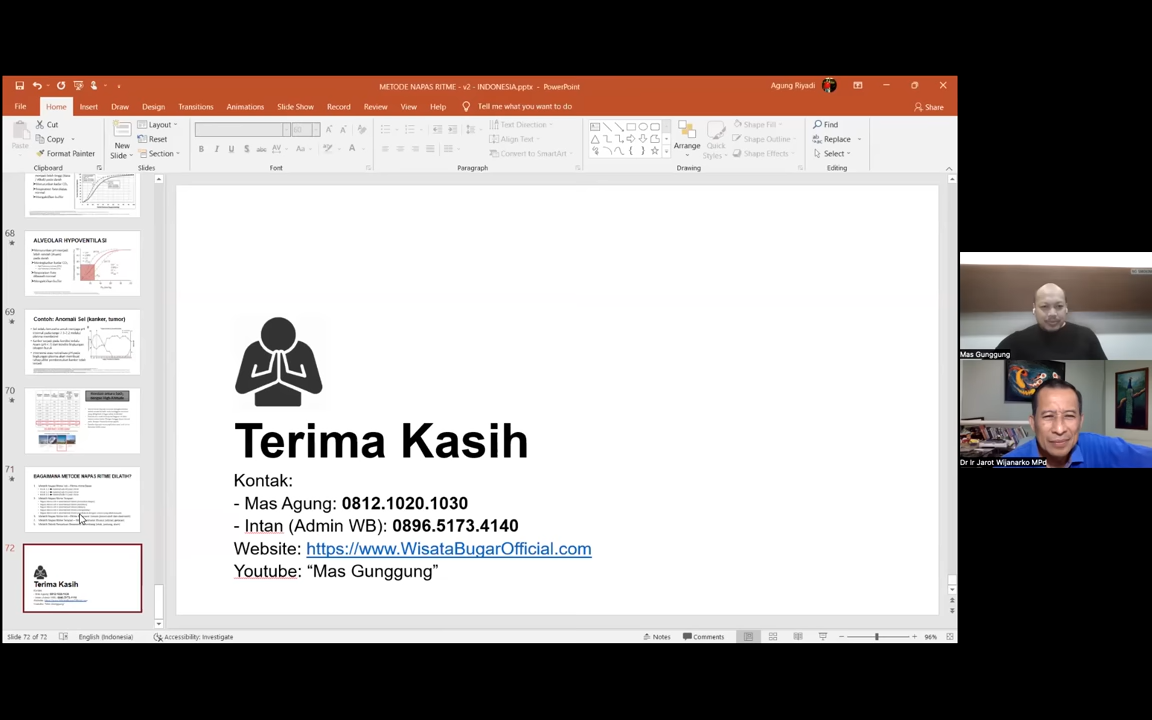 METODE NAPAS RITME - v2 - INDONESIA.pptx - PowerPoint
Agung Riyadi
File Home Insert Draw Design Transitions Animations Slide Show Record Review View Help Tell me what you want to do Share
Paste
Cut
Copy
Format Painter
Clipboard
New Slide
Layout
Reset
Section
Slides
Font
Text Direction
Align Text
Convert to SmartArt
Paragraph
Arrange
Quick Styles
Shape Fill
Shape Outline
Shape Effects
Drawing
Find
Replace
Select
Editing
68
ALVEOLAR HYPOVENTILASI
69
Contoh: Anomali Sel (kanker, tumor)
70
71
BAGAIMANA METODE NAPAS RITME DILATIH?
72
Terima Kasih
Terima Kasih
Kontak:
- Mas Agung: 0812.1020.1030
- Intan (Admin WB): 0896.5173.4140
Website: https://www.WisataBugarOfficial.com
Youtube: “Mas Gunggung”
Mas Gunggung
Dr Ir Jarot Wijanarko MPd
Slide 72 of 72 English (Indonesia) Accessibility: Investigate Notes Comments 96%